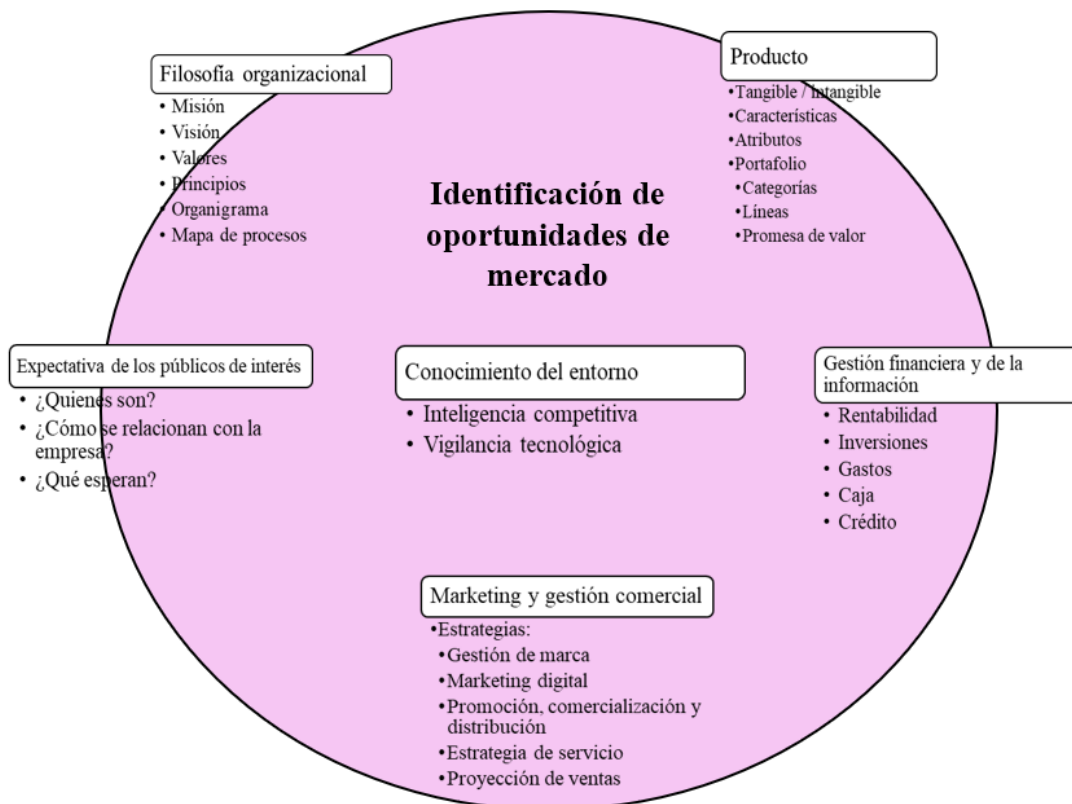 Filosofía organizacional
• Misión
• Visión
• Valores
• Principios
• Organigrama
• Mapa de procesos
Producto
•Tangible / intangible
•Características
•Atributos
•Portafolio
•Categorías
•Líneas
•Promesa de valor
Identificación de
oportunidades de
mercado
Expectativa de los públicos de interés
• ¿Quienes son?
• ¿Cómo se relacionan con la
empresa?
• ¿Qué esperan?
Conocimiento del entorno
• Inteligencia competitiva
• Vigilancia tecnológica
Gestión financiera y de la
información
• Rentabilidad
• Inversiones
• Gastos
• Caja
• Crédito
Marketing y gestión comercial
•Estrategias:
•Gestión de marca
•Marketing digital
•Promoción, comercialización y
distribución
•Estrategia de servicio
•Proyección de ventas